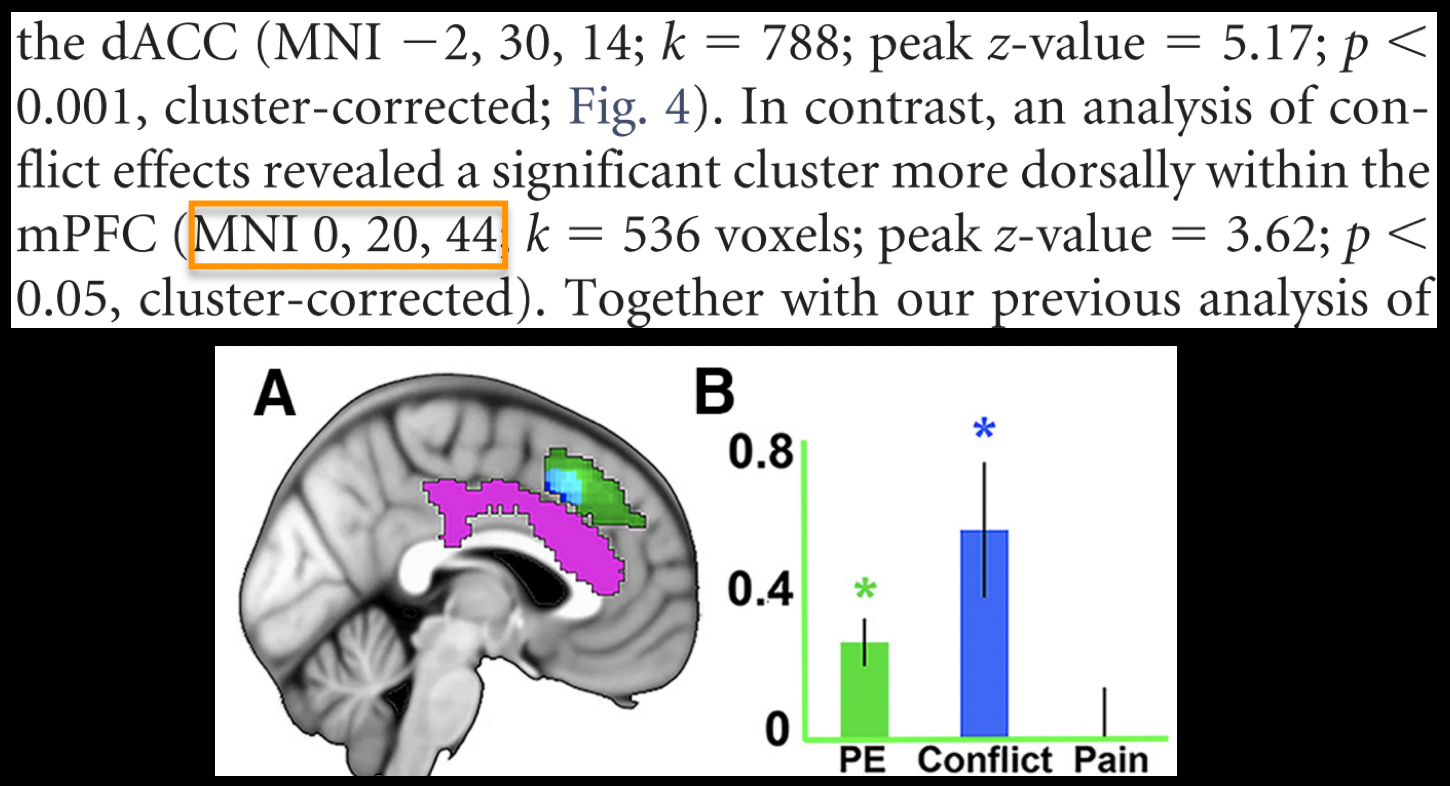 the dACC (MNI −2, 30, 14; k = 788; peak z-value = 5.17; p <
0.001, cluster-corrected; Fig. 4). In contrast, an analysis of con-
flict effects revealed a significant cluster more dorsally within the
mPFC (MNI 0, 20, 44; k = 536 voxels; peak z-value = 3.62; p <
0.05, cluster-corrected). Together with our previous analysis of
A
B
*
0.8
*
0.4
0
PE Conflict Pain